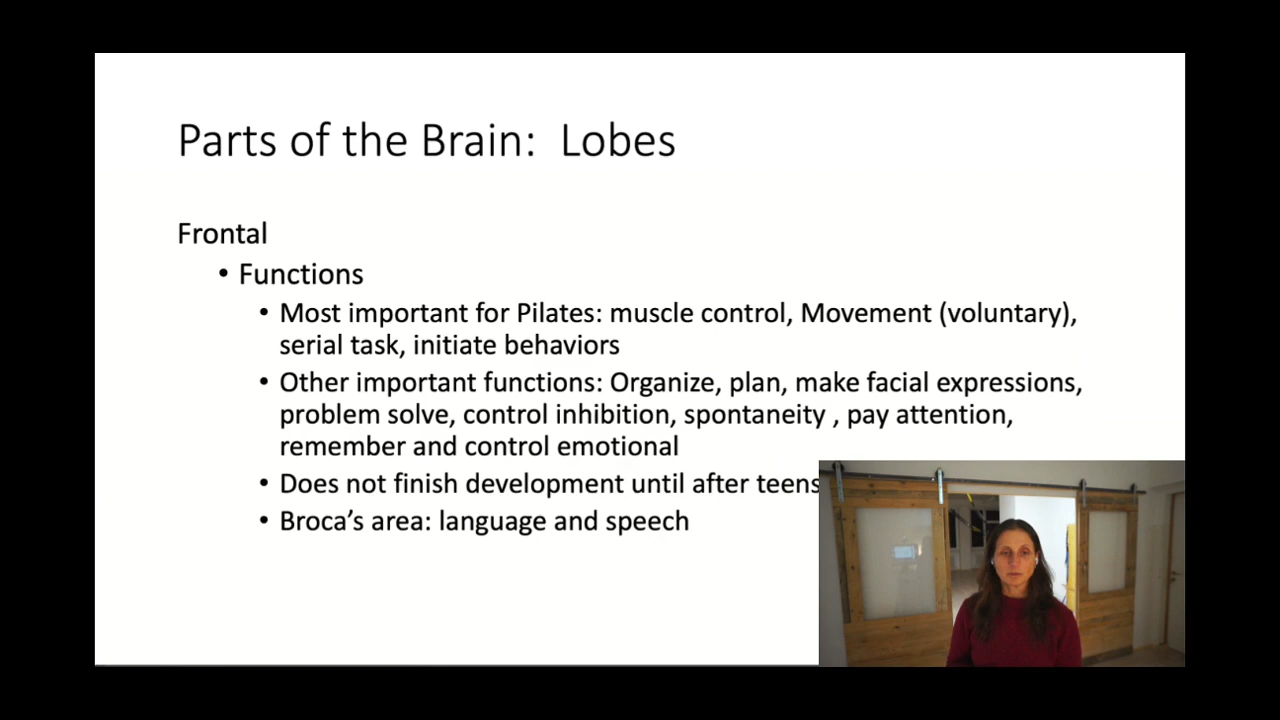 Parts of the Brain:  Lobes
Frontal
• Functions
• Most important for Pilates: muscle control, Movement (voluntary),
serial task, initiate behaviors
• Other important functions: Organize, plan, make facial expressions,
problem solve, control inhibition, spontaneity , pay attention,
remember and control emotional
• Does not finish development until after teens
• Broca’s area: language and speech